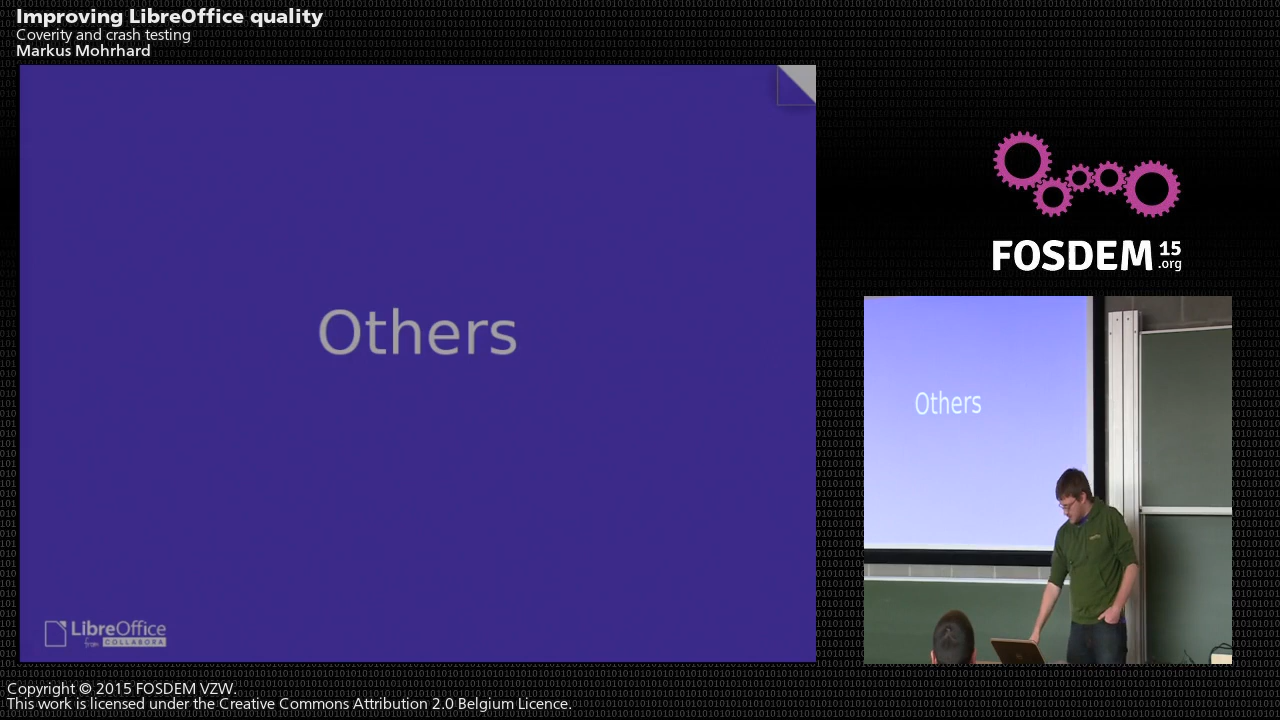 Improving LibreOffice quality
Coverity and crash testing
Markus Mohrhard
Others
LibreOffice
from COLLABORA
FOSDEM 15
.org
Others
Copyright © 2015 FOSDEM VZW.
This work is licensed under the Creative Commons Attribution 2.0 Belgium Licence.